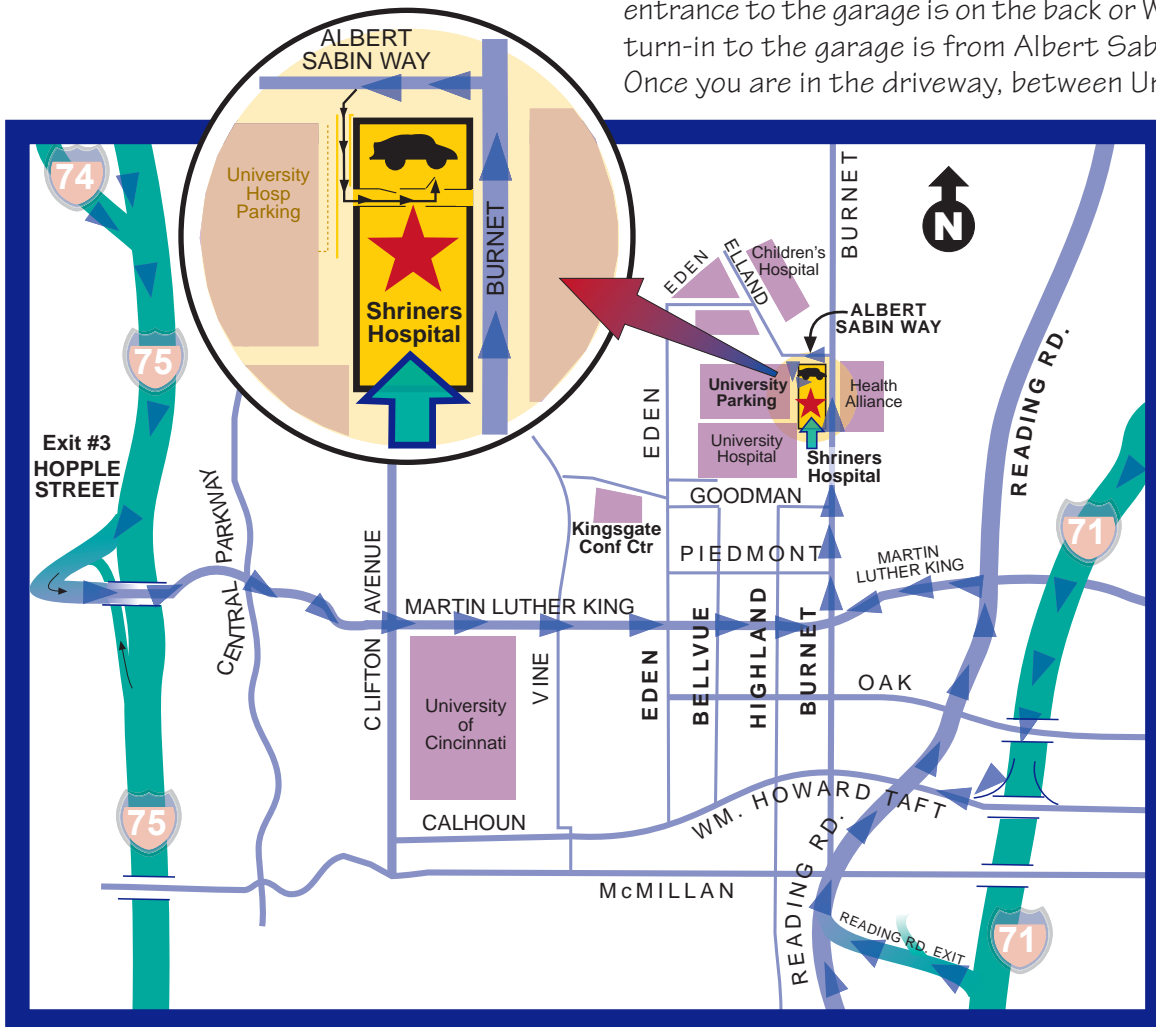 entrance to the garage is on the back or W
turn-in to the garage is from Albert Sab
Once you are in the driveway, between Un
ALBERT
SABIN WAY
University
Hosp
Parking
BURNET
Shriners
Hospital
74
75
Exit #3
HOPPLE
STREET
75
CENTRAL PARKWAY
CLIFTON AVENUE
MARTIN LUTHER KING
University
of
Cincinnati
VINE
CALHOUN
McMILLAN
Kingsgate
Conf Ctr
EDEN
EDEN
ELLAND
Children's
Hospital
BURNET
N
ALBERT
SABIN WAY
University
Parking
Health
Alliance
University
Hospital
Shriners
Hospital
GOODMAN
PIEDMONT
MARTIN
LUTHER KING
EDEN
BELLVUE
HIGHLAND
BURNET
OAK
WM. HOWARD TAFT
READING RD.
READING RD.
READING RD. EXIT
71
71